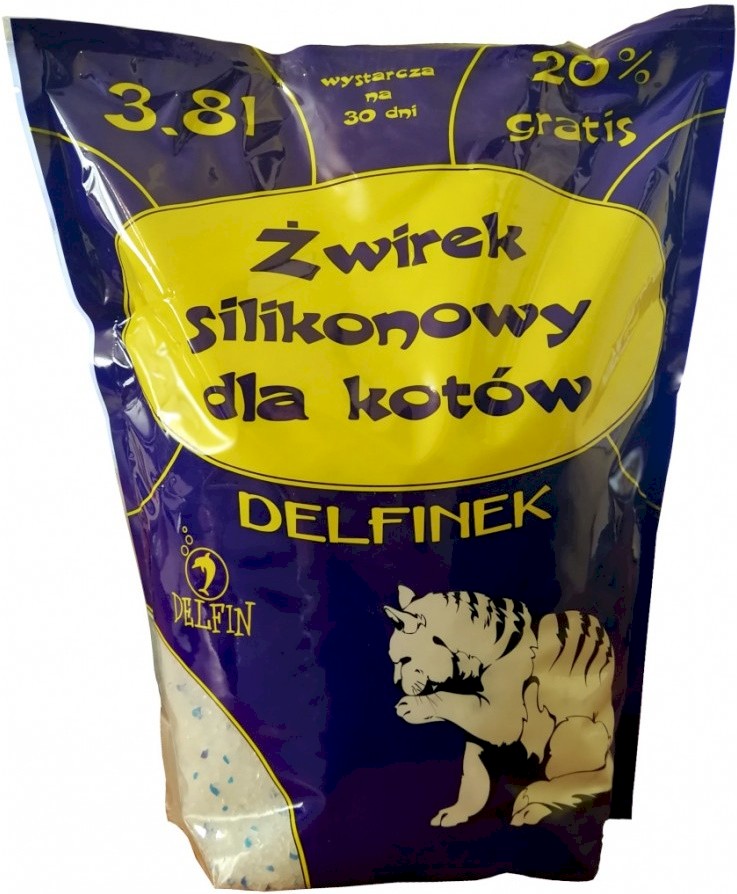 3.8l
wystarcza
na
30 dni
20%
gratis
Żwirek
silikonowy
dla kotów
DELFINEK
DELFIN